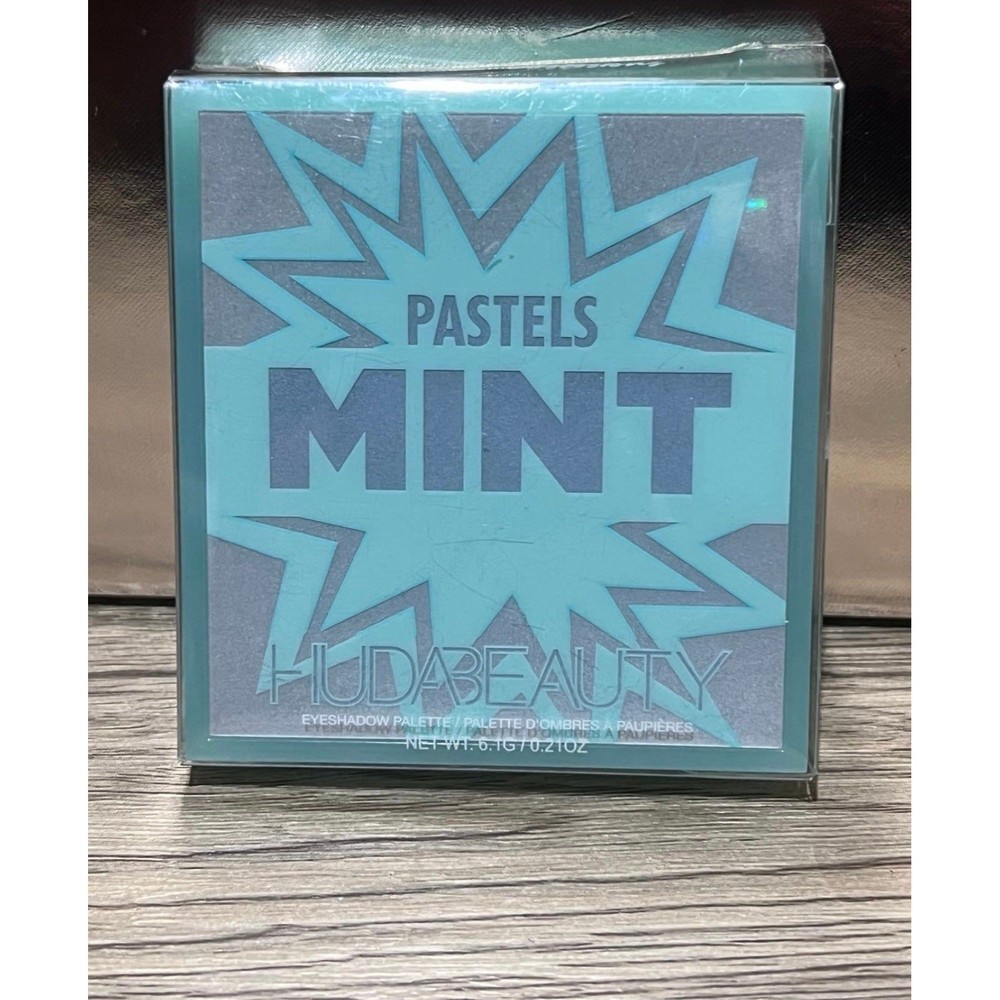 PASTELS
MINT
HUDABEAUTY
EYESHADOW PALETTE / PALETTE D'OMBRES À PAUPIÈRES
NET WT. 6.1G / 0.21OZ